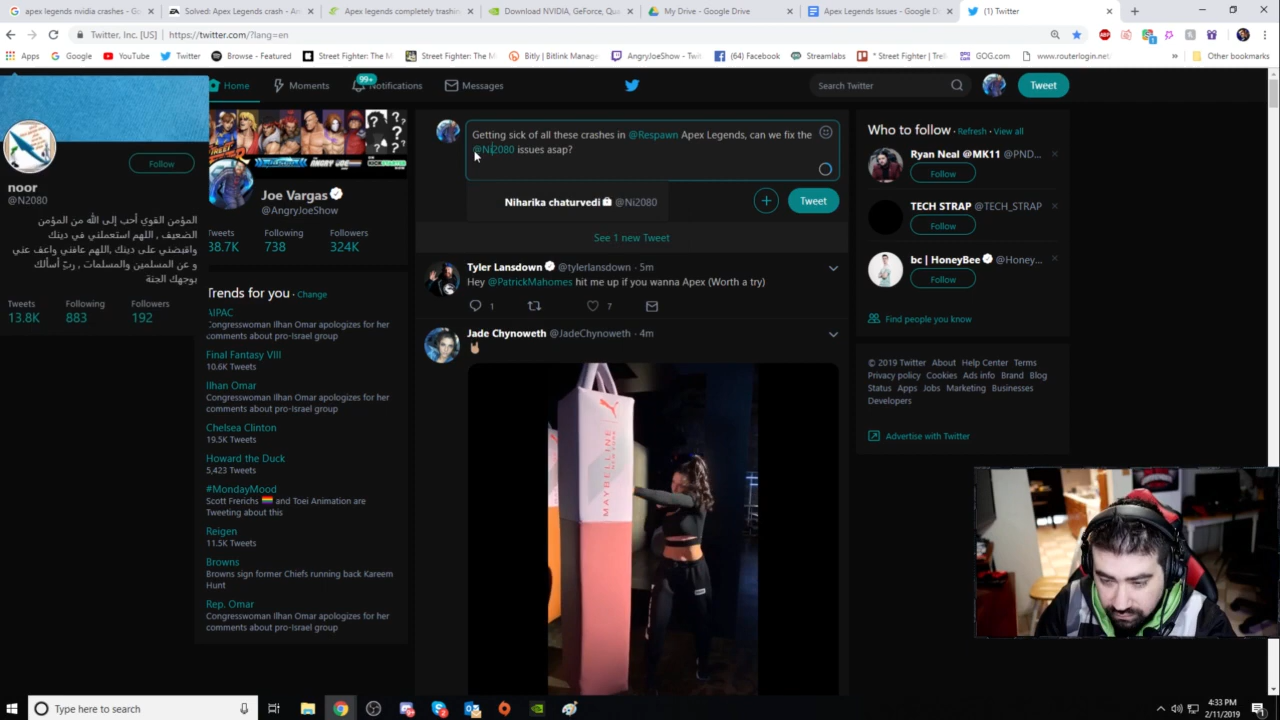 apex legends nvidia crashes - Go
Solved: Apex Legends crash - An
Apex legends completely trashin
Download NVIDIA, GeForce, Qua
My Drive - Google Drive
Apex Legends Issues - Google D
(1) Twitter
Twitter, Inc. [US] | https://twitter.com/?lang=en
Apps
Google
YouTube
Twitter
Browse - Featured
Street Fighter: The M
Street Fighter: The M
Bitly | Bitlink Manage
AngryJoeShow - Twi
(64) Facebook
Streamlabs
* Street Fighter | Trel
GOG.com
www.routerlogin.net
»
Other bookmarks
Home
Moments
99+
Notifications
Messages
Search Twitter
Tweet
Follow
noor
@N2080
المؤمن القوي أحب إلى الله من المؤمن
الضعيف , اللهم استعملني في دينك
واقبضني على دينك ,اللهم عافني واعف عني
و عن المسلمين والمسلمات , ربّ أسألك
بوجهك الجنة
Tweets
Following
Followers
13.8K
883
192
ANGRY JOE
KICKSTARTER
Joe Vargas
@AngryJoeShow
Tweets
Following
Followers
38.7K
738
324K
Trends for you · Change
AIPAC
Congresswoman Ilhan Omar apologizes for her
comments about pro-Israel group
Final Fantasy VIII
10.6K Tweets
Ilhan Omar
Congresswoman Ilhan Omar apologizes for her
comments about pro-Israel group
Chelsea Clinton
19.5K Tweets
Howard the Duck
5,423 Tweets
#MondayMood
Scott Frerichs 🏳️‍🌈 and Toei Animation are
Tweeting about this
Reigen
11.5K Tweets
Browns
Browns sign former Chiefs running back Kareem
Hunt
Rep. Omar
Congresswoman Ilhan Omar apologizes for her
comments about pro-Israel group
Getting sick of all these crashes in @Respawn Apex Legends, can we fix the
@Ni2080 issues asap?
Niharika chaturvedi @Ni2080
Tweet
See 1 new Tweet
Tyler Lansdown @tylerlansdown · 5m
Hey @PatrickMahomes hit me up if you wanna Apex (Worth a try)
1
7
Jade Chynoweth @JadeChynoweth · 4m
🤘🏼
MAYBELLINE
NEW YORK
Who to follow · Refresh · View all
Ryan Neal @MK11 @PND...
Follow
TECH STRAP @TECH_STRAP
Follow
bc | HoneyBee @Honey...
Follow
Find people you know
© 2019 Twitter About Help Center Terms
Privacy policy Cookies Ads info Brand Blog
Status Apps Jobs Marketing Businesses
Developers
Advertise with Twitter
Type here to search
4:33 PM
2/11/2019